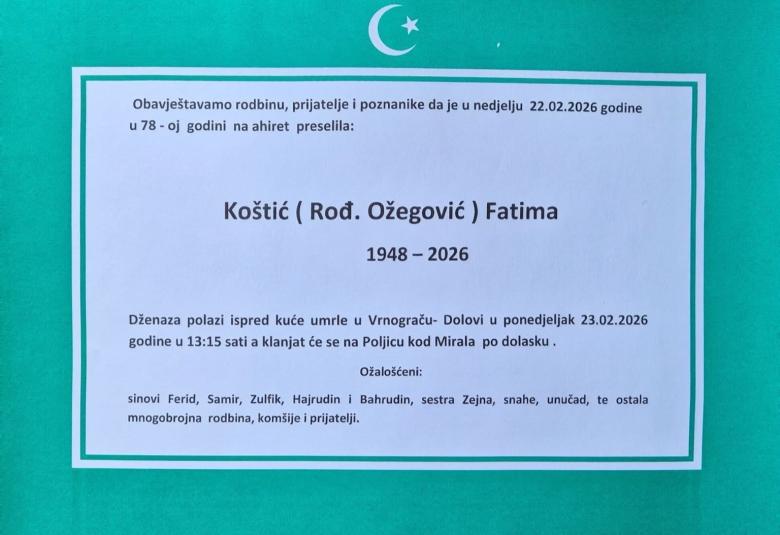 Obavještavamo rodbinu, prijatelje i poznanike da je u nedjelju 22.02.2026 godine
u 78 - oj godini na ahiret preselila:
Koštić ( Rođ. Ožegović ) Fatima
1948 – 2026
Dženaza polazi ispred kuće umrle u Vrnograču- Dolovi u ponedjeljak 23.02.2026
godine u 13:15 sati a klanjat će se na Poljicu kod Mirala po dolasku .
Ožalošćeni:
sinovi Ferid, Samir, Zulfik, Hajrudin i Bahrudin, sestra Zejna, snahe, unučad, te ostala
mnogobrojna rodbina, komšije i prijatelji.